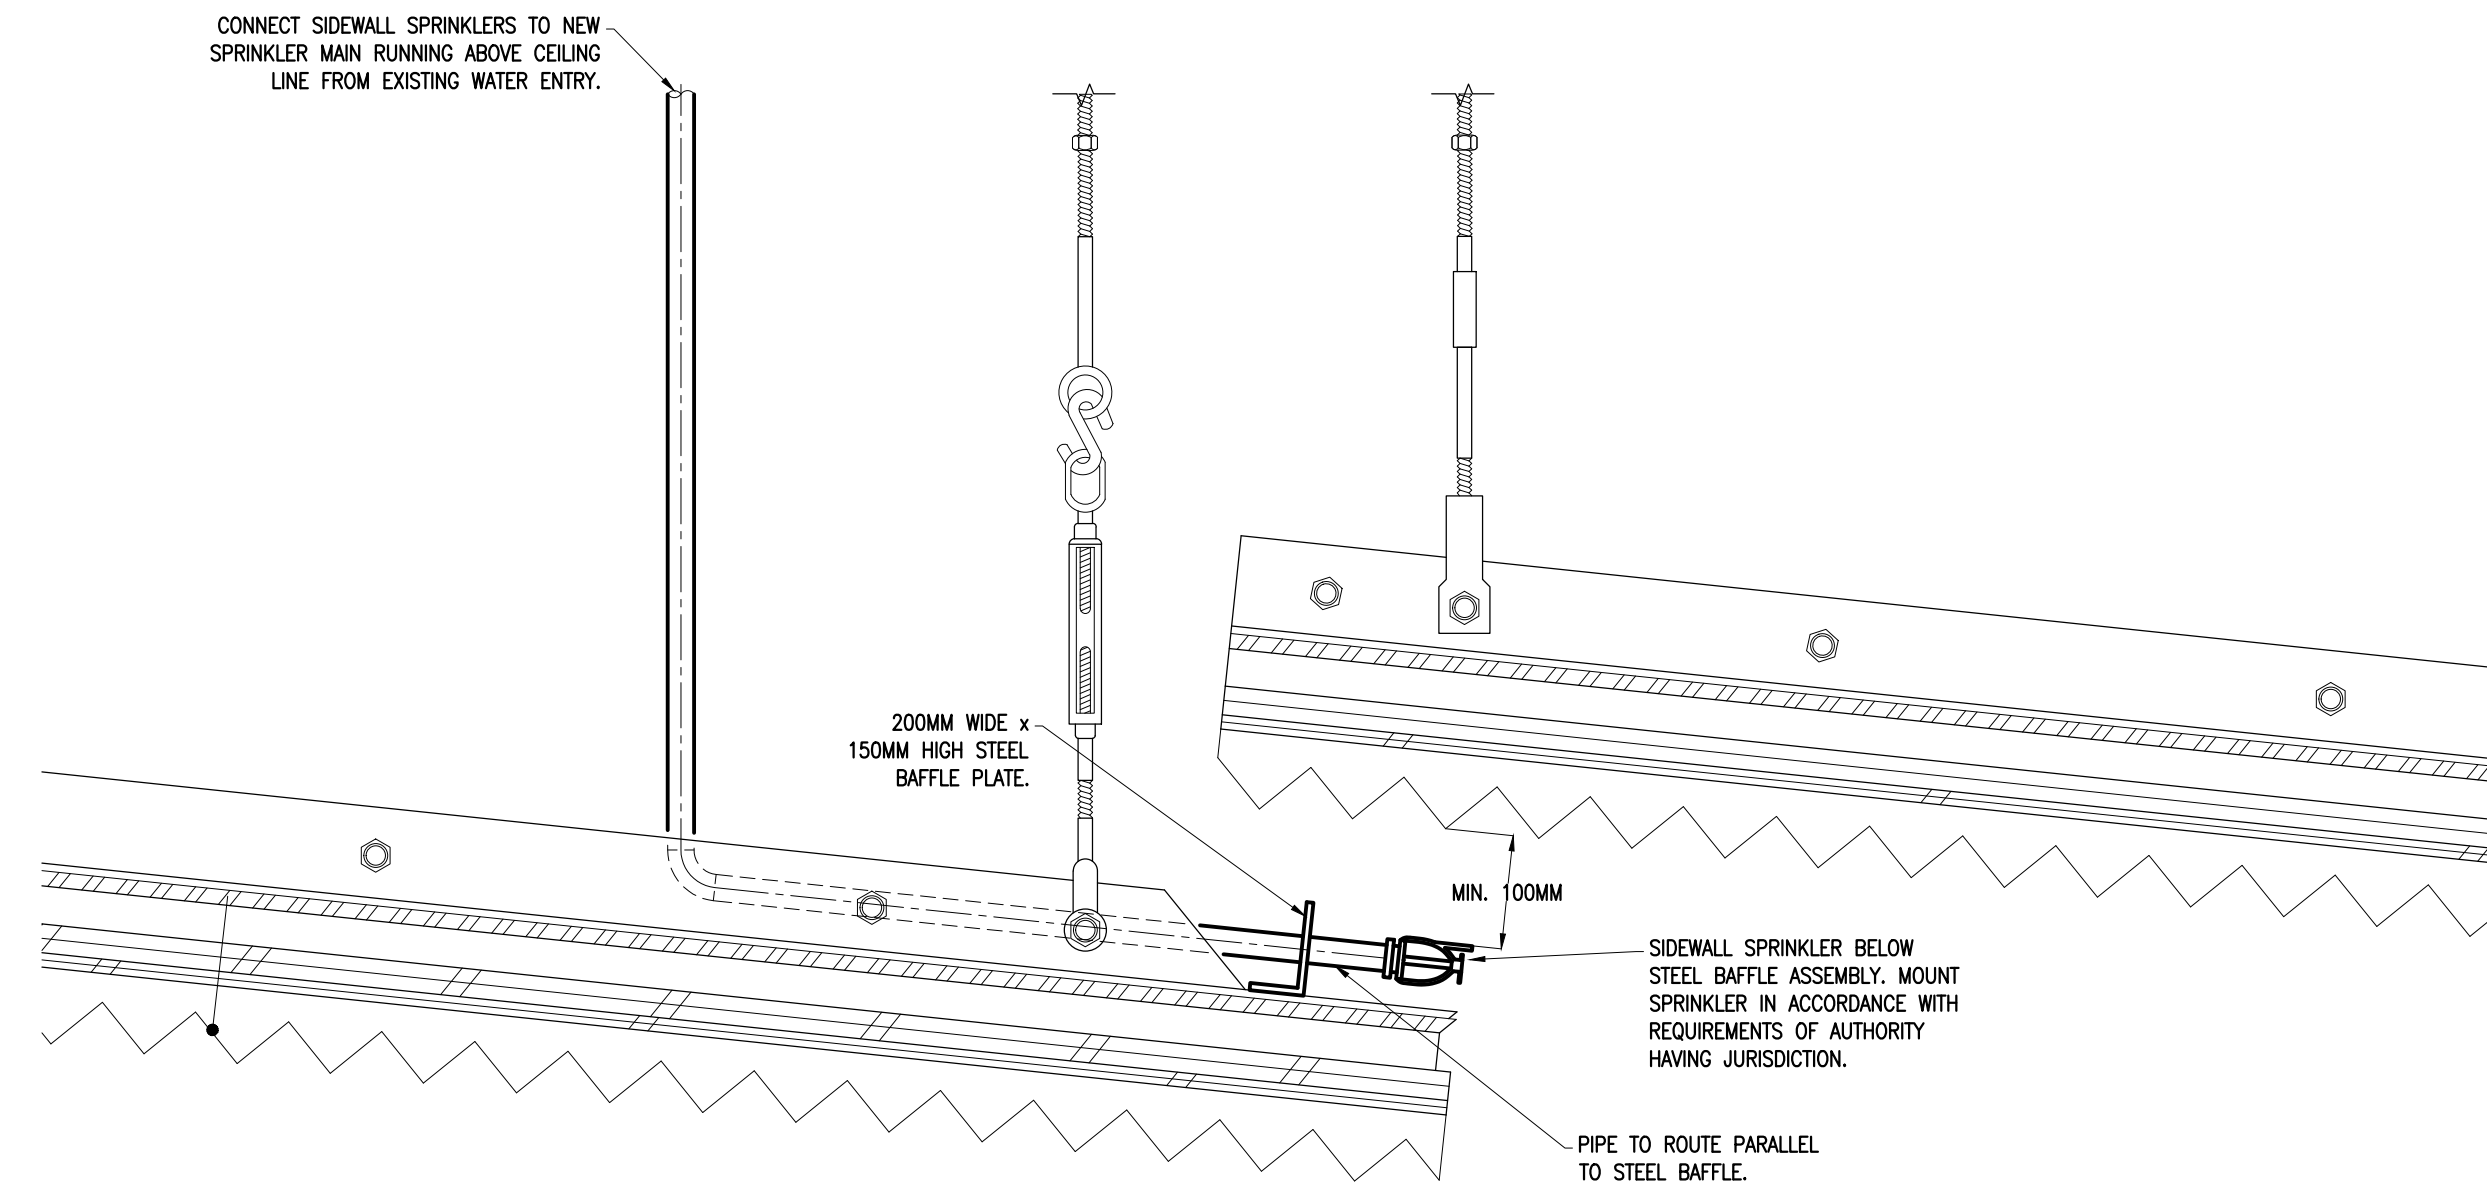 CONNECT SIDEWALL SPRINKLERS TO NEW
SPRINKLER MAIN RUNNING ABOVE CEILING
LINE FROM EXISTING WATER ENTRY.
200MM WIDE x
150MM HIGH STEEL
BAFFLE PLATE.
MIN. 100MM
SIDEWALL SPRINKLER BELOW
STEEL BAFFLE ASSEMBLY. MOUNT
SPRINKLER IN ACCORDANCE WITH
REQUIREMENTS OF AUTHORITY
HAVING JURISDICTION.
PIPE TO ROUTE PARALLEL
TO STEEL BAFFLE.